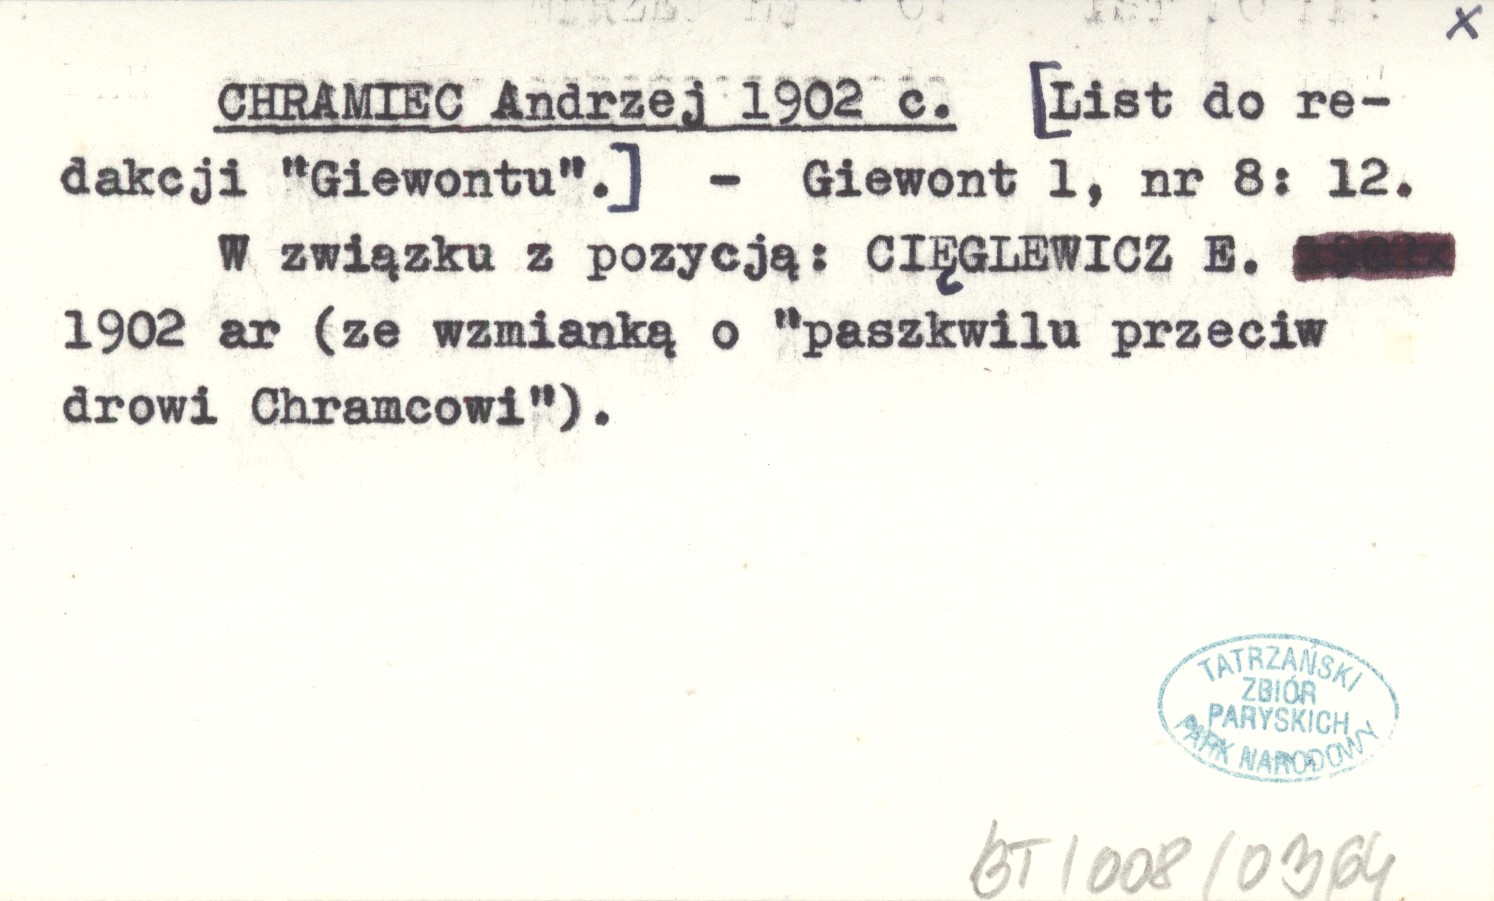 x
CHRAMIEC Andrzej 1902 c. [List do re-
dakcji "Giewontu".] - Giewont 1, nr 8: 12.
W związku z pozycją: CIĘGLEWICZ E.
1902 ar (ze wzmianką o "paszkwilu przeciw
drowi Chramcowi").
TATRZAŃSKI
ZBIÓR
PARYSKICH
PARK NARODOWY
BT/008/0364